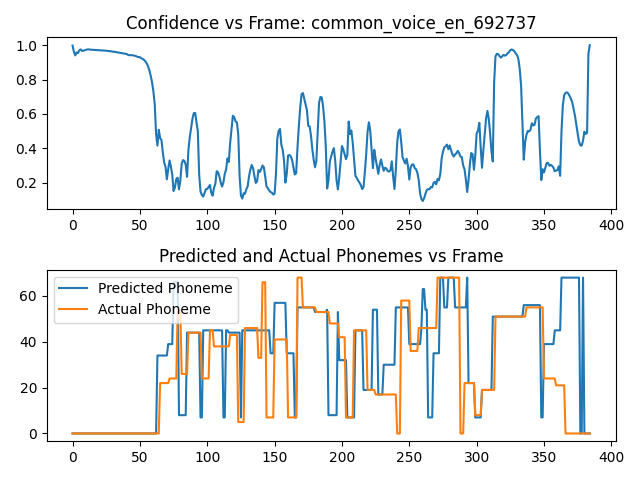 Confidence vs Frame: common_voice_en_692737
1.0
0.8
0.6
0.4
0.2
0 50 100 150 200 250 300 350 400
Predicted and Actual Phonemes vs Frame
Predicted Phoneme
Actual Phoneme
60
40
20
0
0 50 100 150 200 250 300 350 400